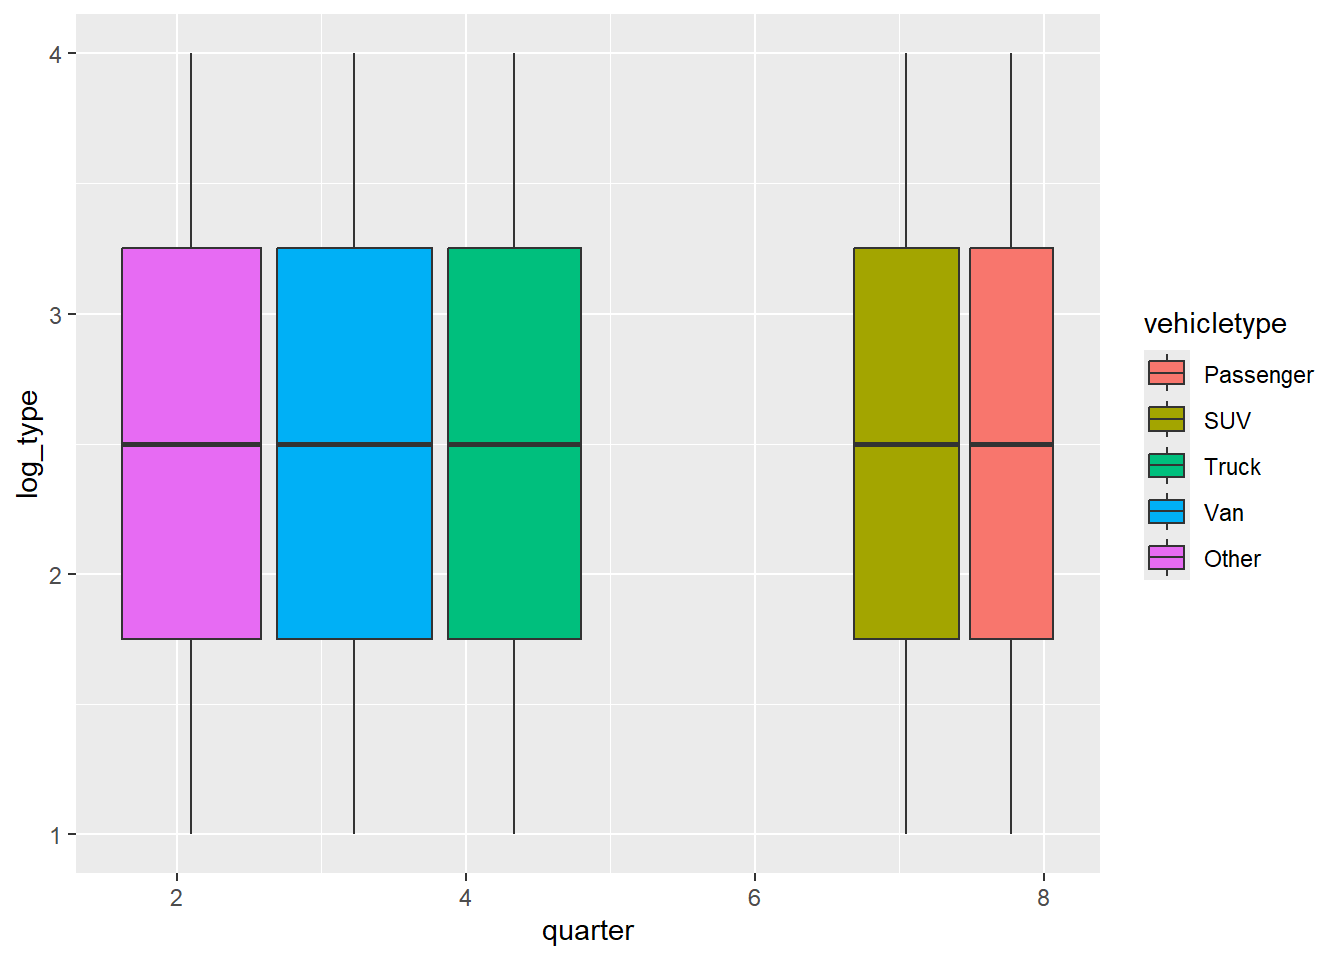 4
3
2
1
log_type
2 4 6 8
quarter
vehicletype
Passenger
SUV
Truck
Van
Other